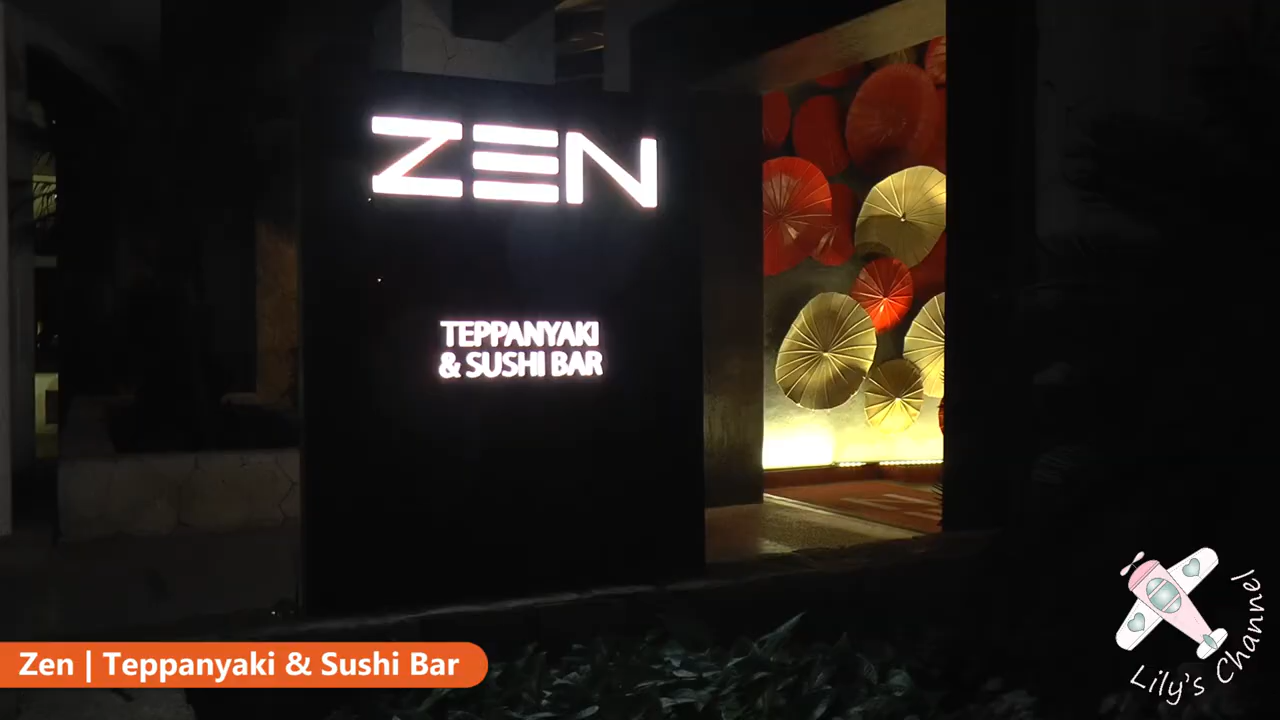 ZEN
TEPPANYAKI
& SUSHI BAR
Zen | Teppanyaki & Sushi Bar
Lily's Channel